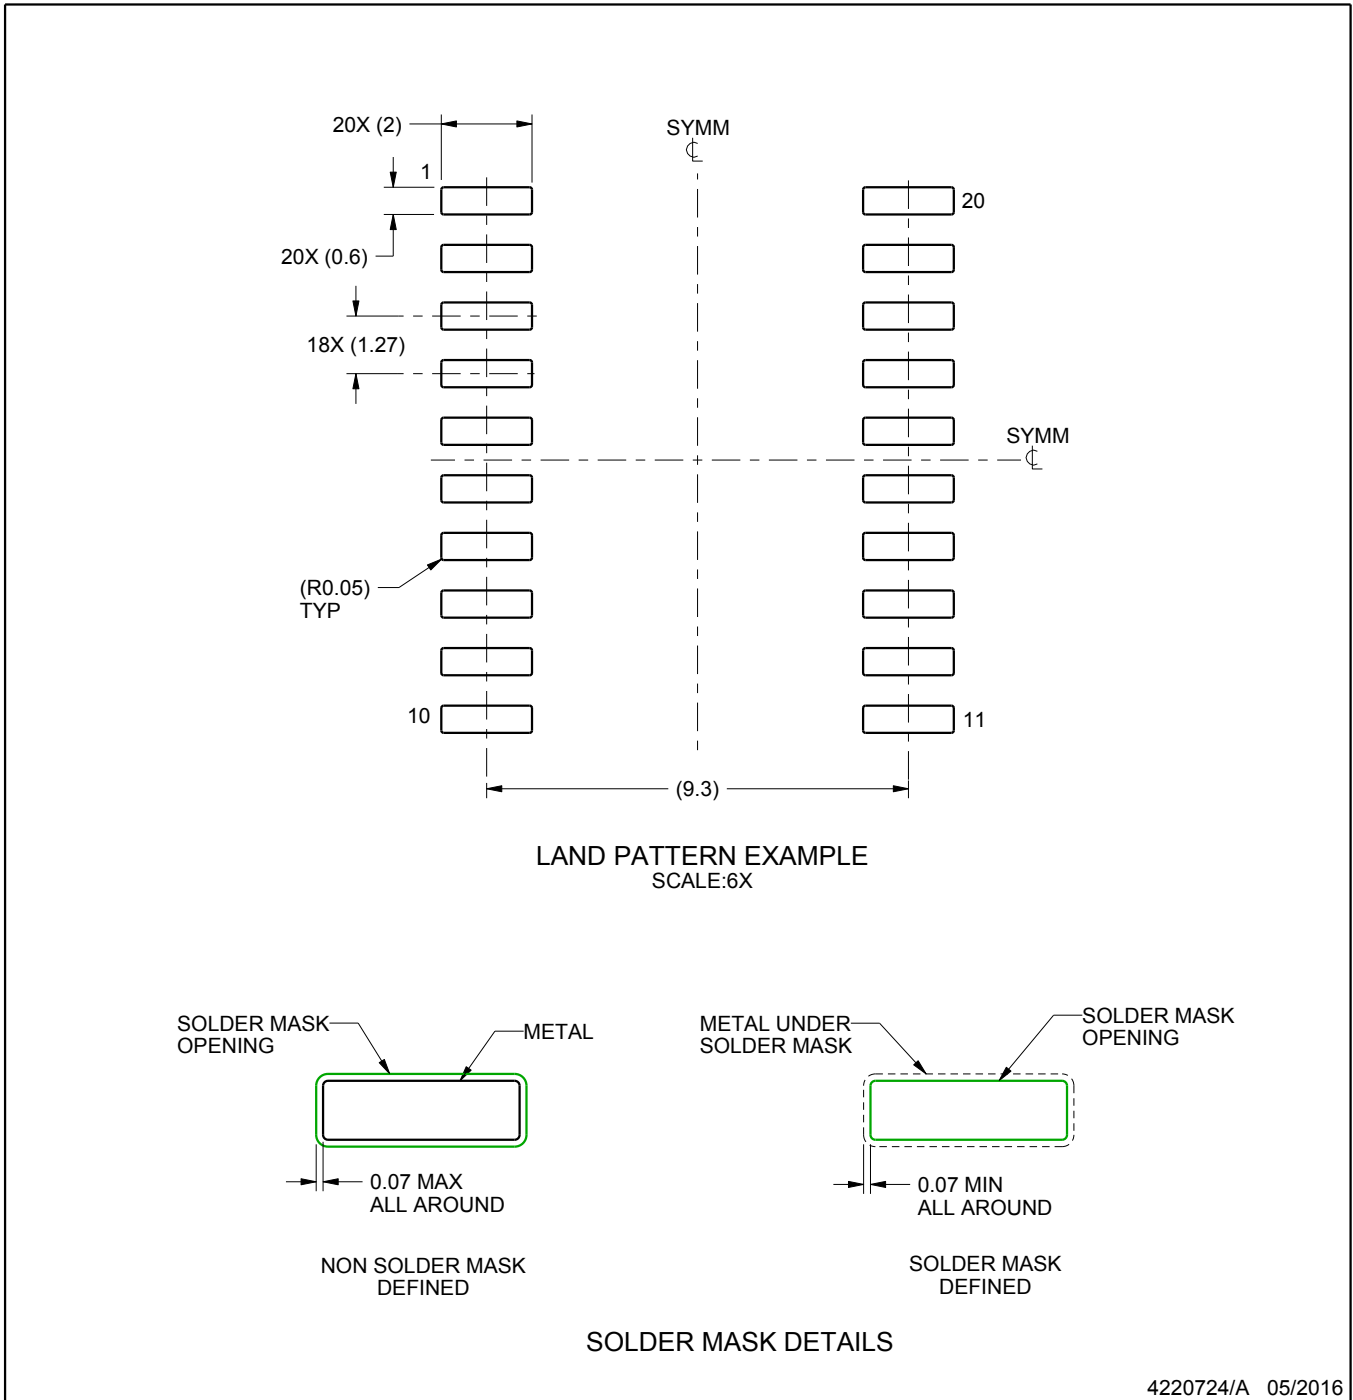 20X (2)
SYMM
1
20
20X (0.6)
18X (1.27)
SYMM
(R0.05)
TYP
10
11
(9.3)
LAND PATTERN EXAMPLE
SCALE:6X
SOLDER MASK
OPENING
METAL
METAL UNDER
SOLDER MASK
SOLDER MASK
OPENING
0.07 MAX
ALL AROUND
0.07 MIN
ALL AROUND
NON SOLDER MASK
DEFINED
SOLDER MASK
DEFINED
SOLDER MASK DETAILS
4220724/A 05/2016